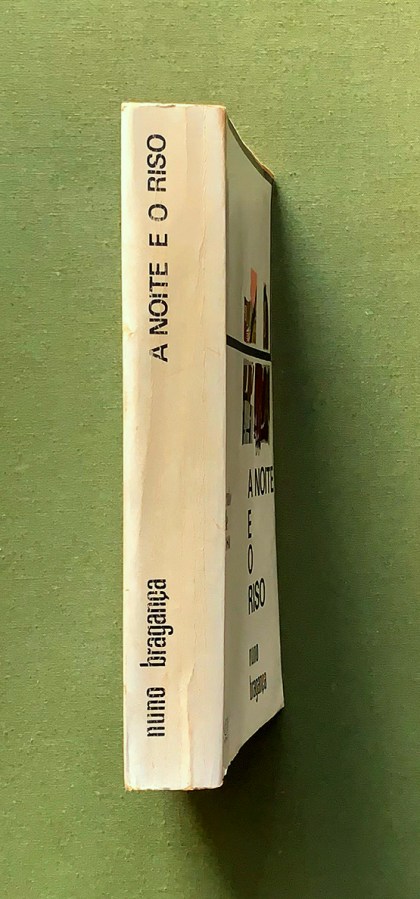 A NOITE E O RISO
nuno bragança
A NOITE
E
O
RISO
nuno
bragança